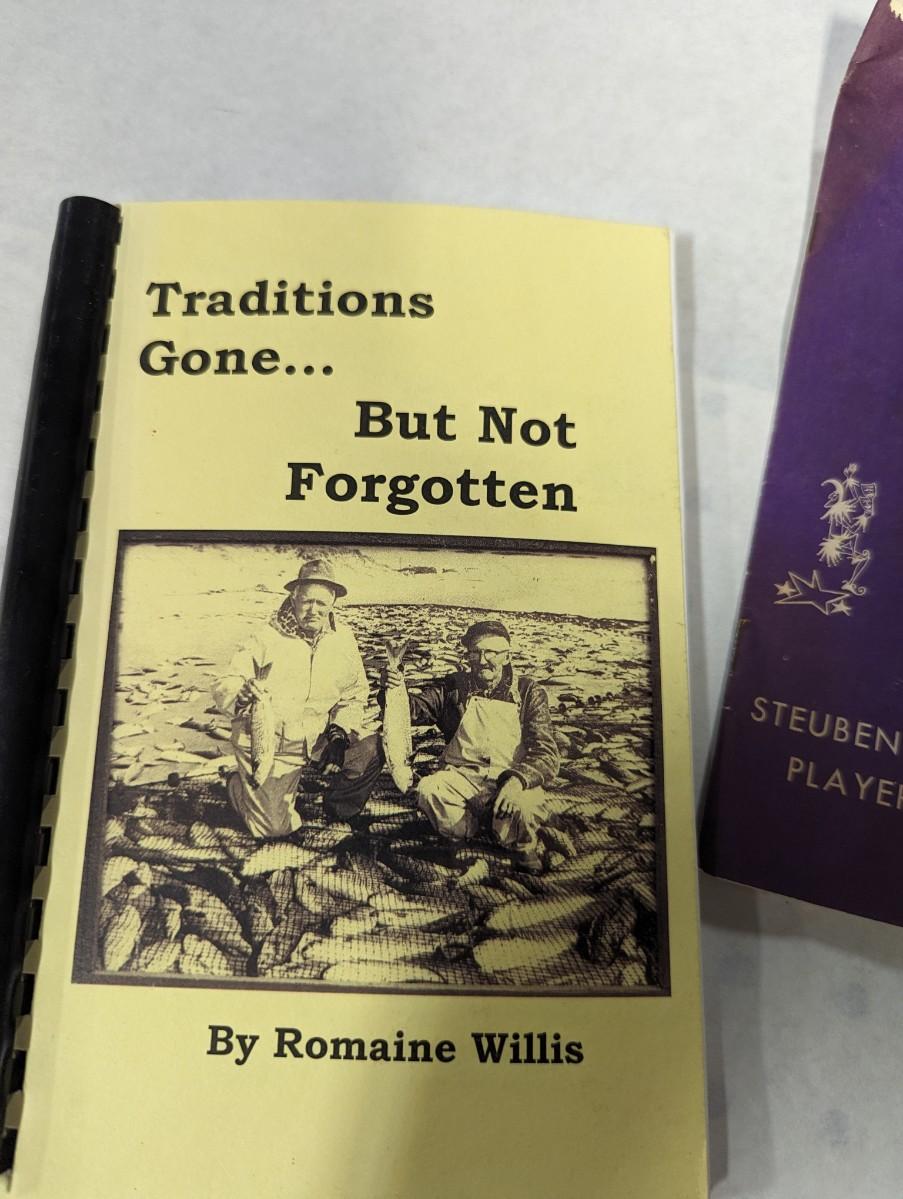 Traditions
Gone...
But Not
Forgotten
By Romaine Willis
STEUBEN
PLAYER